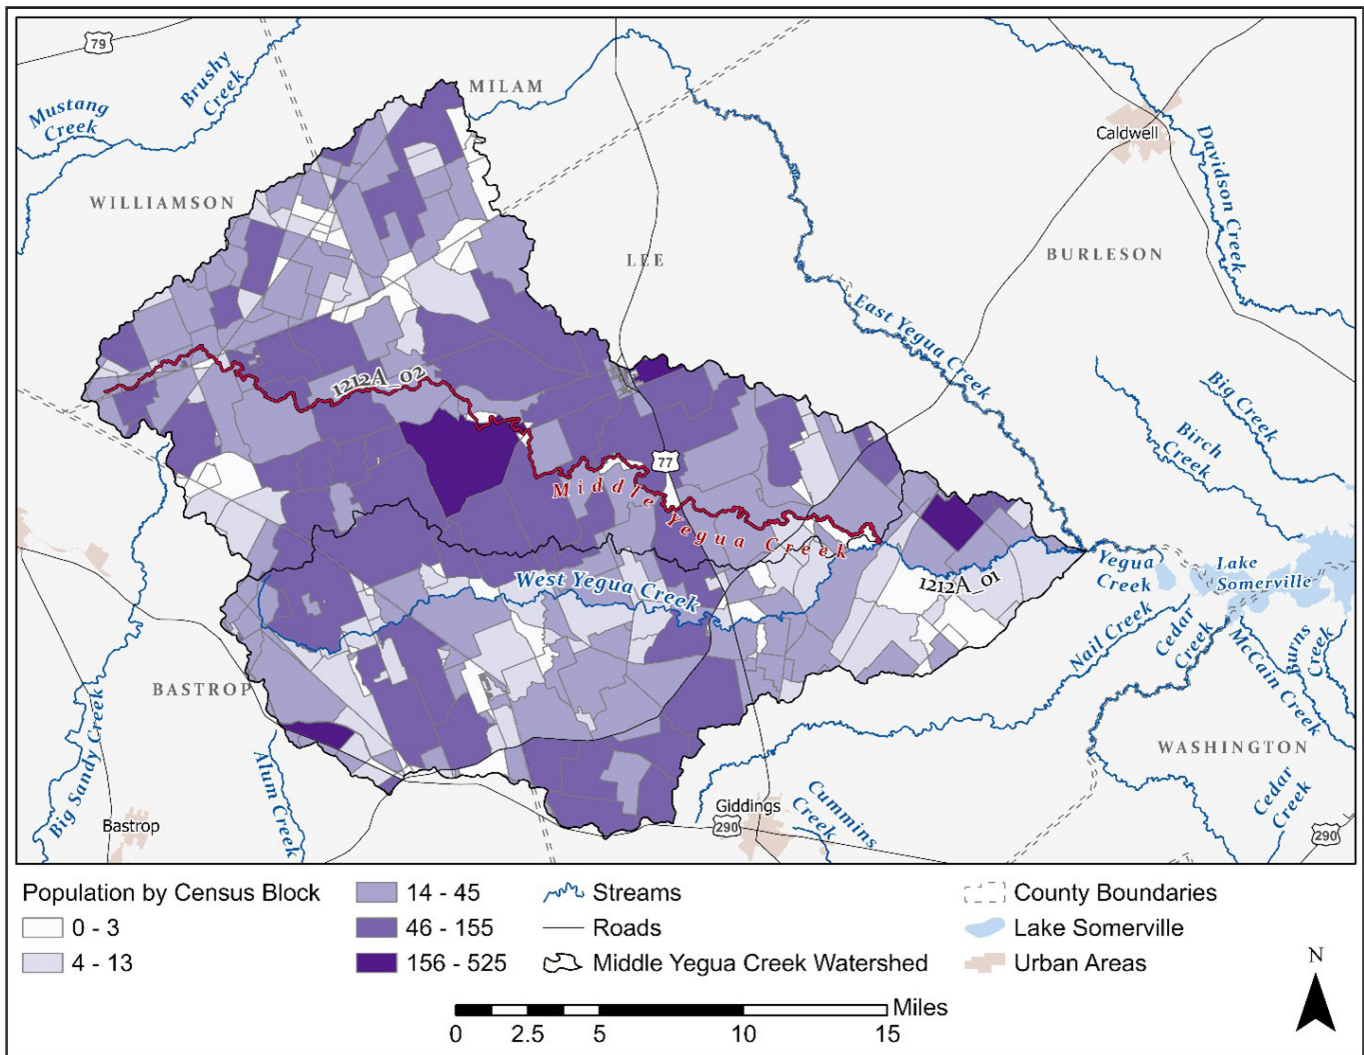 79
Mustang
Creek
Brushy
Creek
MILAM
WILLIAMSON
Caldwell
Davidson Creek
LEE
BURLESON
East Yegua Creek
Big Creek
Birch
Creek
1212A_02
77
Middle Yegua Creek
West Yegua Creek
1212A_01
Yegua
Creek
Lake
Somerville
Nail Creek
Cedar
Creek
McCain Creek
Burns
Creek
BASTROP
Big Sandy Creek
Alum Creek
Bastrop
Giddings
290
Cummins
Creek
WASHINGTON
Cedar
Creek
290
Population by Census Block
0 - 3
4 - 13
14 - 45
46 - 155
156 - 525
Streams
Roads
Middle Yegua Creek Watershed
County Boundaries
Lake Somerville
Urban Areas
N
Miles
0 2.5 5 10 15